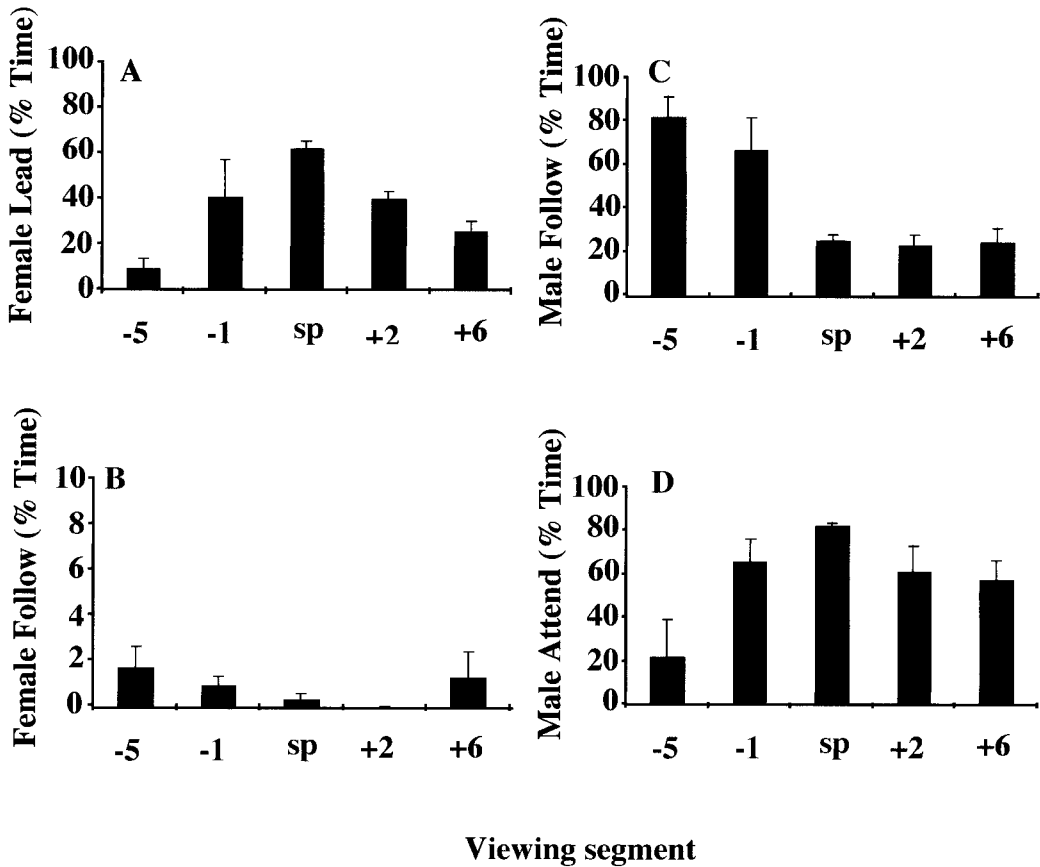 A
Female Lead (% Time)
100
80
60
40
20
0
-5 -1 sp +2 +6
C
Male Follow (% Time)
100
80
60
40
20
0
-5 -1 sp +2 +6
B
Female Follow (% Time)
10
8
6
4
2
0
-5 -1 sp +2 +6
D
Male Attend (% Time)
100
80
60
40
20
0
-5 -1 sp +2 +6
Viewing segment